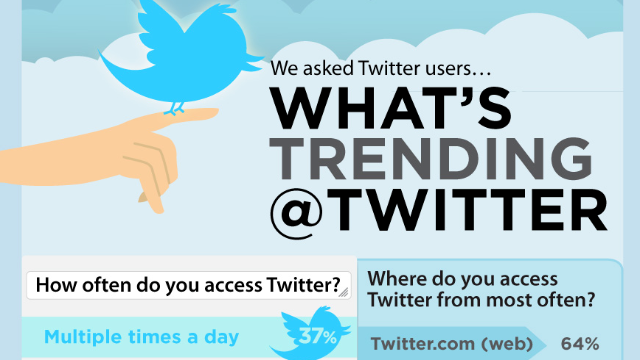 We asked Twitter users...
WHAT'S
TRENDING
@TWITTER
How often do you access Twitter?
Multiple times a day 37%
Where do you access
Twitter from most often?
Twitter.com (web) 64%